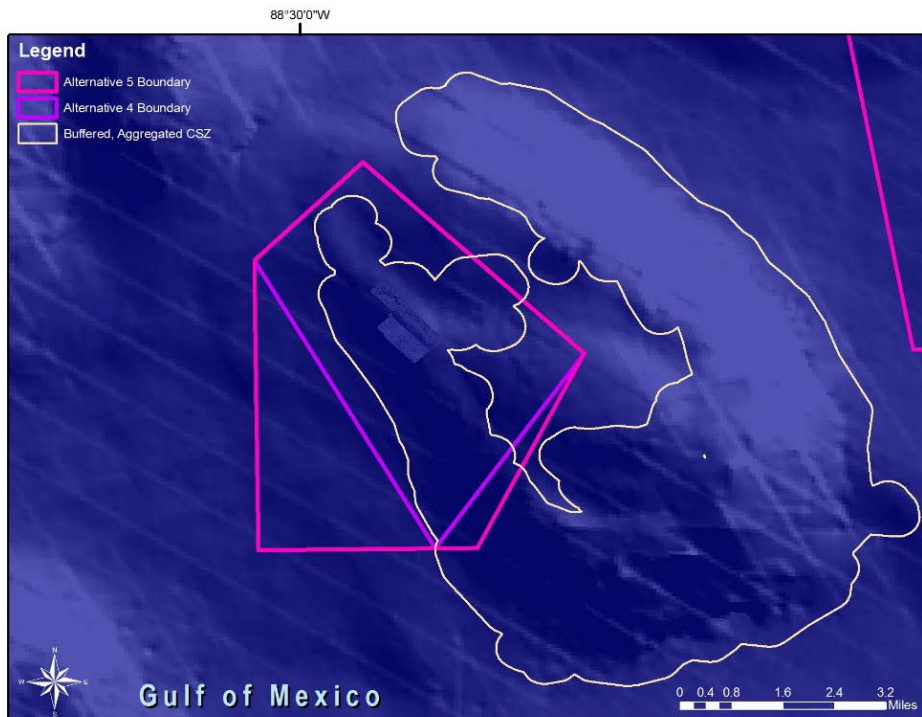 88°30'0"W
Legend
Alternative 5 Boundary
Alternative 4 Boundary
Buffered, Aggregated CSZ
N
W
E
S
Gulf of Mexico
0 0.4 0.8 1.6 2.4 3.2
Miles